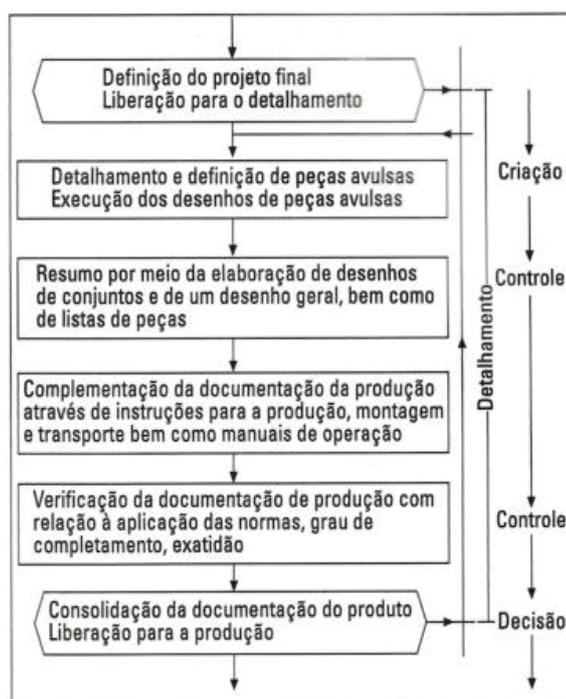 Definição do projeto final
Liberação para o detalhamento
Detalhamento e definição de peças avulsas
Execução dos desenhos de peças avulsas
Resumo por meio da elaboração de desenhos
de conjuntos e de um desenho geral, bem como
de listas de peças
Complementação da documentação da produção
através de instruções para a produção, montagem
e transporte bem como manuais de operação
Verificação da documentação de produção com
relação à aplicação das normas, grau de
completamento, exatidão
Consolidação da documentação do produto
Liberação para a produção
Detalhamento
Criação
Controle
Controle
Decisão